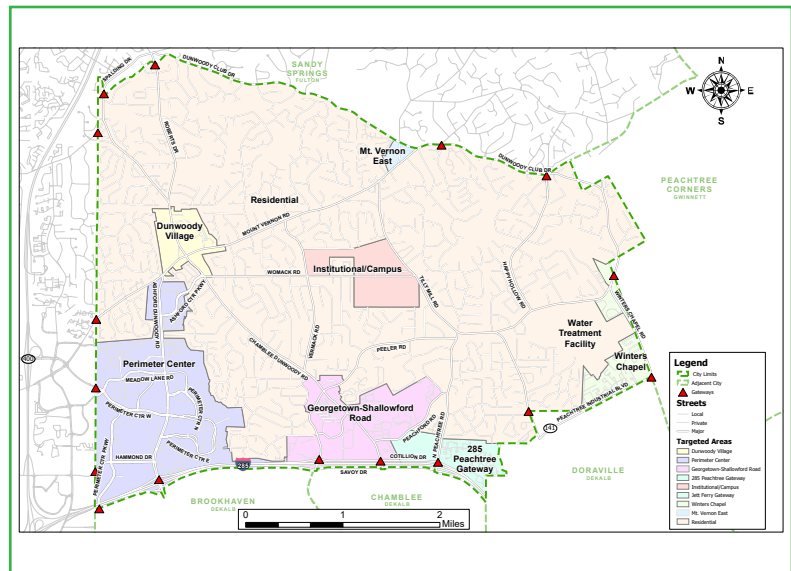 SPALDING DR
DUNWOODY CLUB DR
SANDY
SPRINGS
FULTON
N
W
E
S
ROBERTS DR
Mt. Vernon
East
DUNWOODY CLUB DR
PEACHTREE
CORNERS
GWINNETT
Residential
Dunwoody
Village
MOUNT VERNON RD
WOMACK RD
Institutional/Campus
TILLY MILL RD
HAPPY HOLLOW RD
ASHFORD DUNWOODY RD
ASHFORD CTR PKWY
CHAMBLEE DUNWOODY RD
VERMACK RD
PEELER RD
Water
Treatment
Facility
WINTERS CHAPEL RD
Winters
Chapel
400
Perimeter Center
MEADOW LANE RD
PERIMETER CTR W
PERIMETER CTR N
PERIMETER CTR E
HAMMOND DR
PERIMETER CTR PKWY
Georgetown-Shallowford
Road
PEACHFORD RD
N PEACHTREE RD
PEACHTREE INDUSTRIAL BLVD
141
285
COTILLION DR
SAVOY DR
285
Peachtree
Gateway
BROOKHAVEN
DEKALB
CHAMBLEE
DEKALB
DORAVILLE
DEKALB
0 1 2
Miles
Legend
City Limits
Adjacent City
Gateways
Streets
Local
Private
Major
Targeted Areas
Dunwoody Village
Perimeter Center
Georgetown-Shallowford Road
285 Peachtree Gateway
Institutional/Campus
Jett Ferry Gateway
Winters Chapel
Mt. Vernon East
Residential